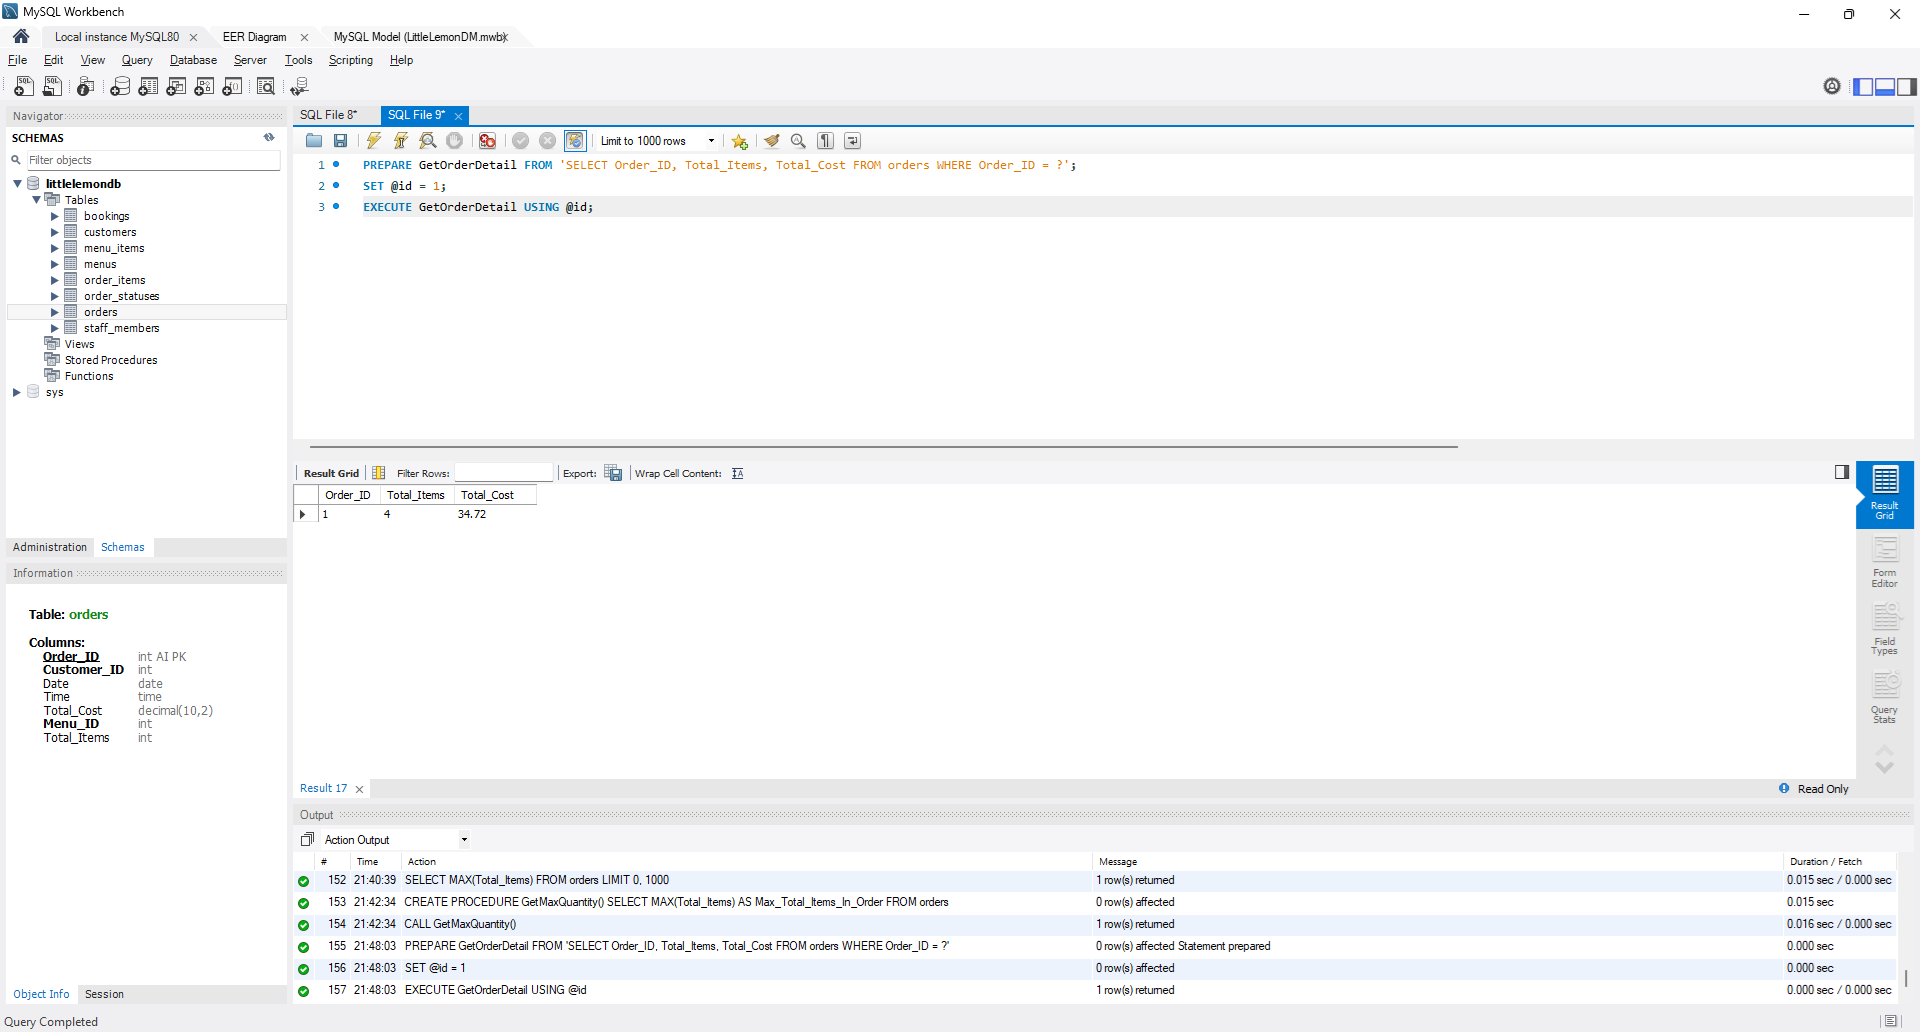 MySQL Workbench
Local instance MySQL80
EER Diagram
MySQL Model (LittleLemonDM.mwb)
File Edit View Query Database Server Tools Scripting Help
Navigator
SCHEMAS
Filter objects
littlelemondb
Tables
bookings
customers
menu_items
menus
order_items
order_statuses
orders
staff_members
Views
Stored Procedures
Functions
sys
Administration Schemas
Information
Table: orders
Columns:
Order_ID int AI PK
Customer_ID int
Date date
Time time
Total_Cost decimal(10,2)
Menu_ID int
Total_Items int
Object Info Session
SQL File 8* SQL File 9*
Limit to 1000 rows
1 PREPARE GetOrderDetail FROM 'SELECT Order_ID, Total_Items, Total_Cost FROM orders WHERE Order_ID = ?';
2 SET @id = 1;
3 EXECUTE GetOrderDetail USING @id;
Result Grid Filter Rows: Export: Wrap Cell Content:
Order_ID Total_Items Total_Cost
1 4 34.72
Result Grid
Form Editor
Field Types
Query Stats
Result 17
Read Only
Output
Action Output
# Time Action Message Duration / Fetch
152 21:40:39 SELECT MAX(Total_Items) FROM orders LIMIT 0, 1000 1 row(s) returned 0.015 sec / 0.000 sec
153 21:42:34 CREATE PROCEDURE GetMaxQuantity() SELECT MAX(Total_Items) AS Max_Total_Items_In_Order FROM orders 0 row(s) affected 0.015 sec
154 21:42:34 CALL GetMaxQuantity() 1 row(s) returned 0.016 sec / 0.000 sec
155 21:48:03 PREPARE GetOrderDetail FROM 'SELECT Order_ID, Total_Items, Total_Cost FROM orders WHERE Order_ID = ?' 0 row(s) affected Statement prepared 0.000 sec
156 21:48:03 SET @id = 1 0 row(s) affected 0.000 sec
157 21:48:03 EXECUTE GetOrderDetail USING @id 1 row(s) returned 0.000 sec / 0.000 sec
Query Completed